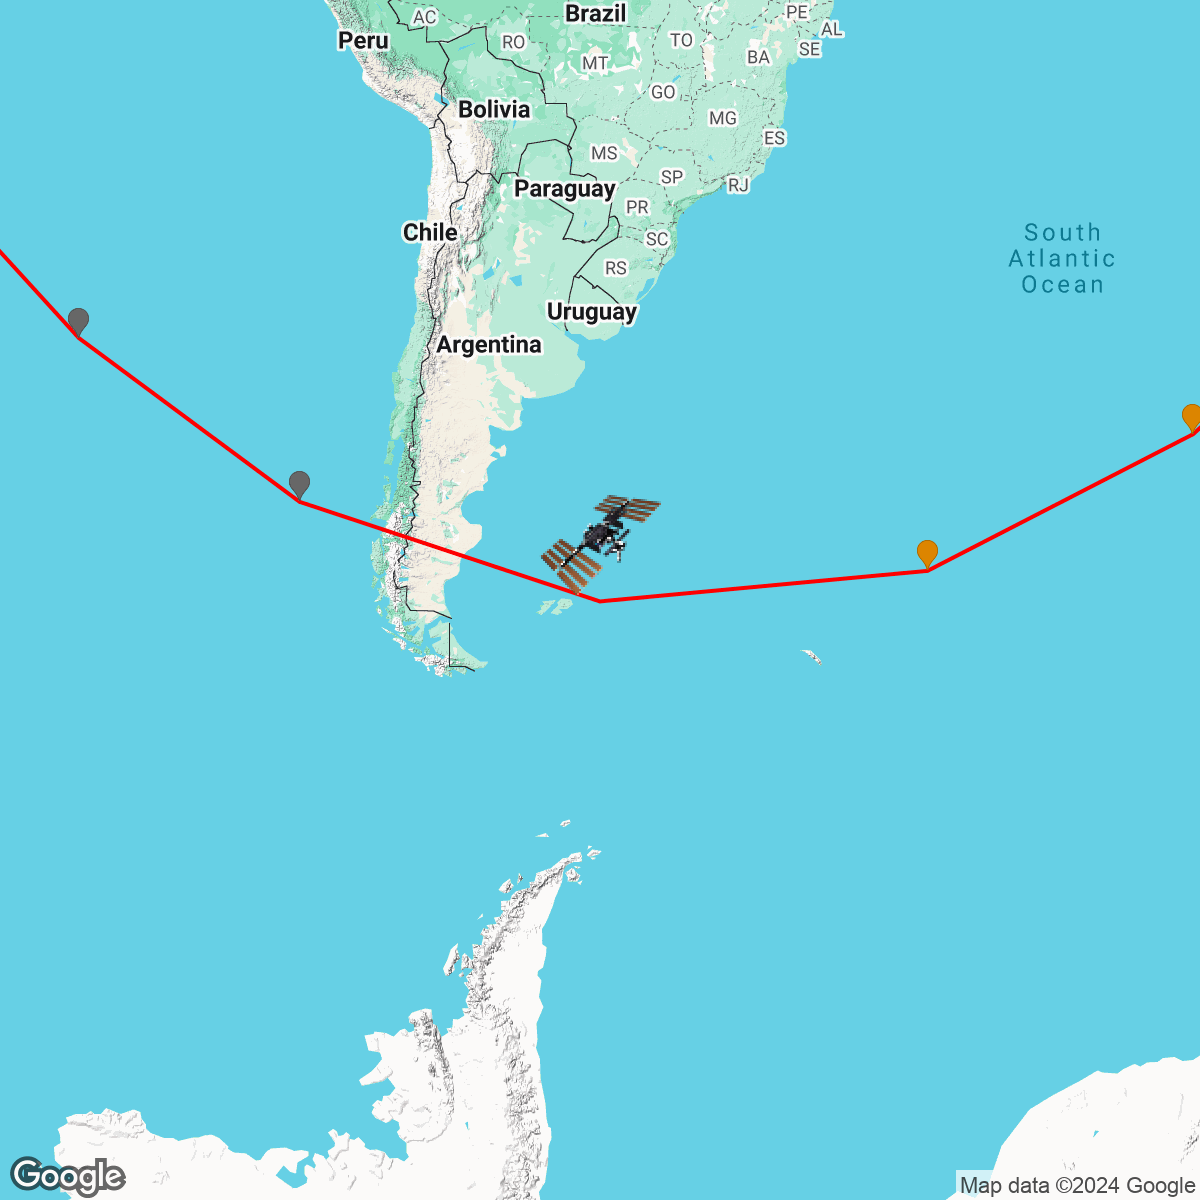 Brazil
PE
AC
AL
Peru
RO
TO
SE
MT
BA
GO
Bolivia
MG
ES
MS
SP
RJ
Paraguay
PR
Chile
SC
South
Atlantic
Ocean
RS
Uruguay
Argentina
Google
Map data ©2024 Google